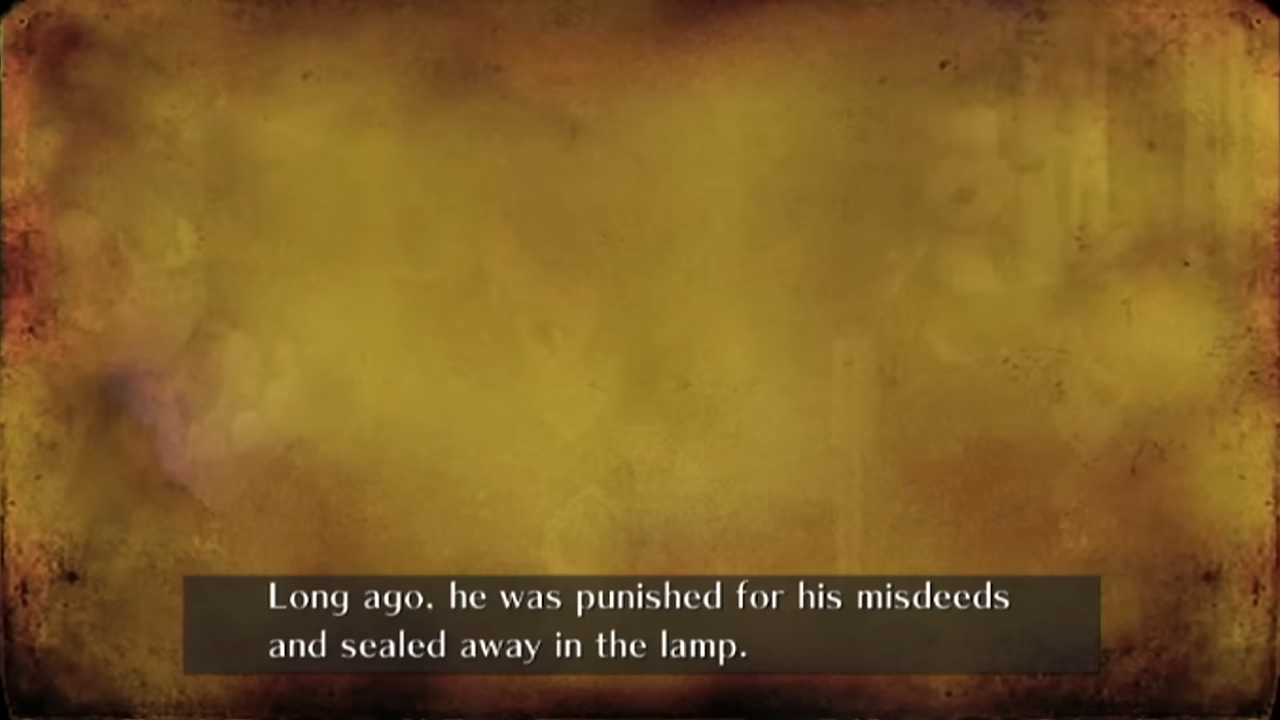 Long ago, he was punished for his misdeeds
and sealed away in the lamp.